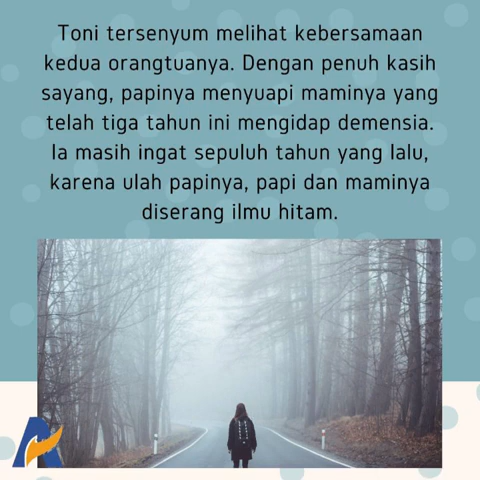 Toni tersenyum melihat kebersamaan
kedua orangtuanya. Dengan penuh kasih
sayang, papinya menyuapi maminya yang
telah tiga tahun ini mengidap demensia.
Ia masih ingat sepuluh tahun yang lalu,
karena ulah papinya, papi dan maminya
diserang ilmu hitam.